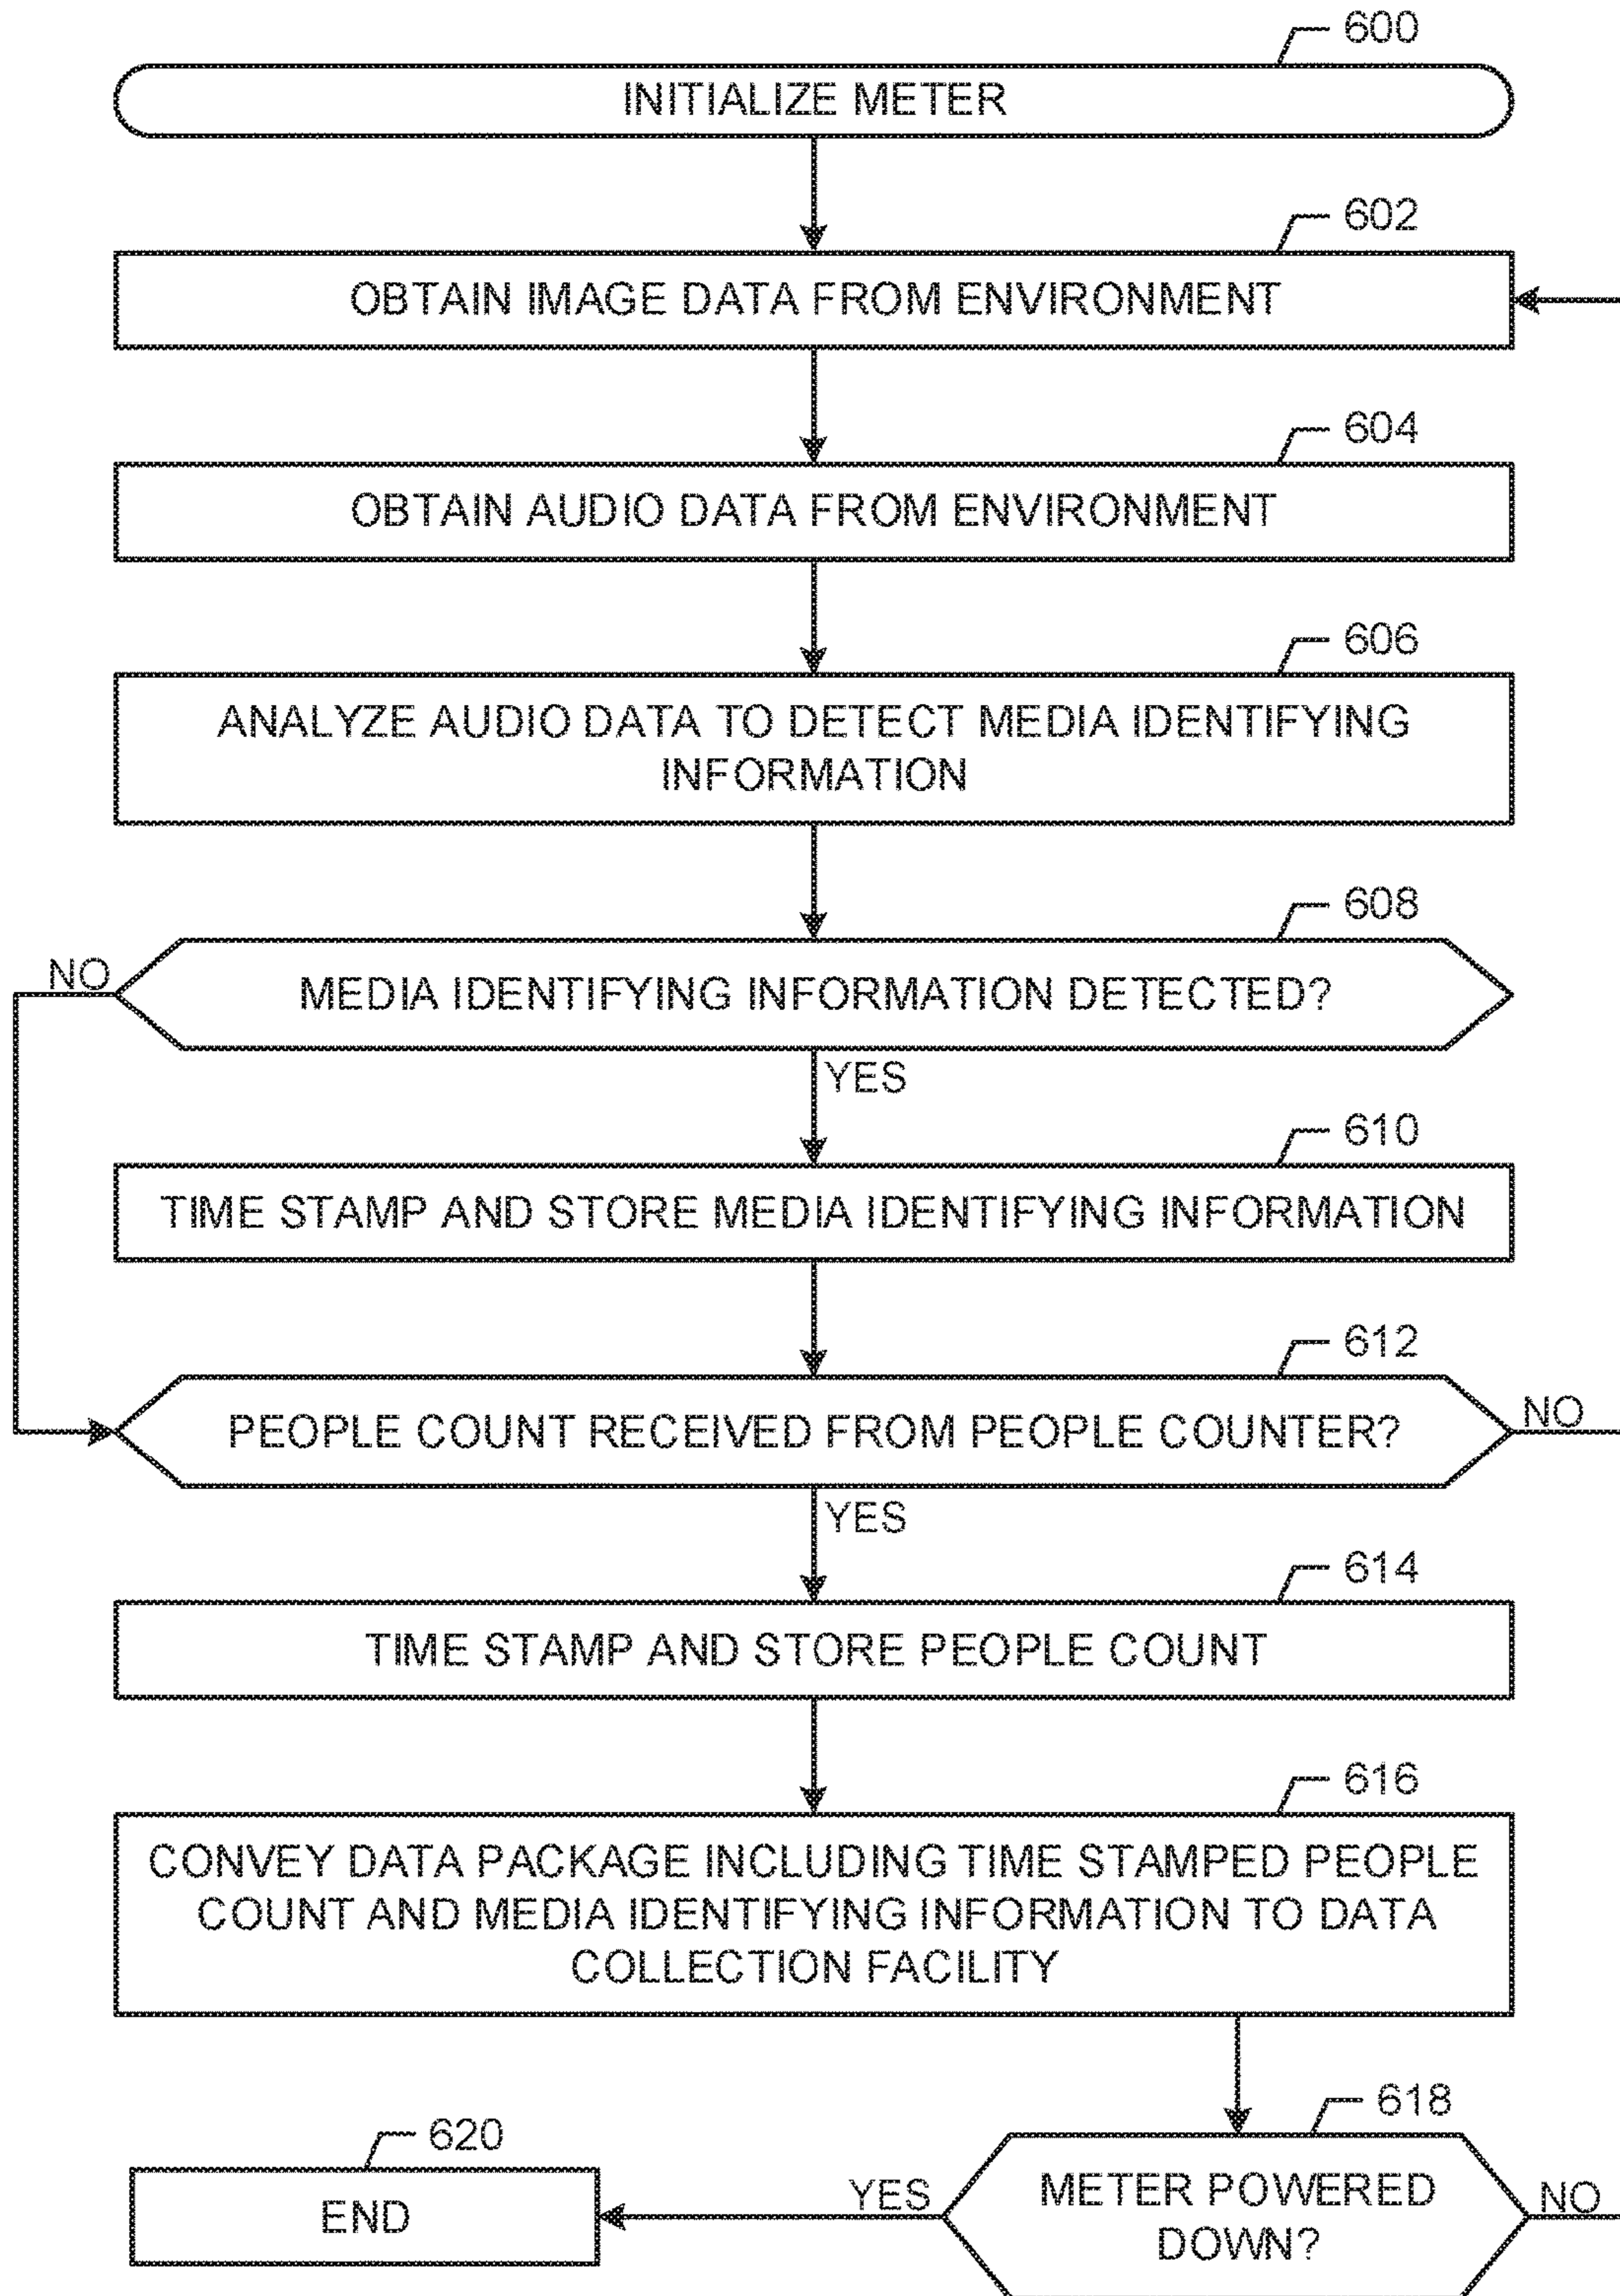 600
INITIALIZE METER
602
OBTAIN IMAGE DATA FROM ENVIRONMENT
604
OBTAIN AUDIO DATA FROM ENVIRONMENT
606
ANALYZE AUDIO DATA TO DETECT MEDIA IDENTIFYING
INFORMATION
608
NO
MEDIA IDENTIFYING INFORMATION DETECTED?
YES
610
TIME STAMP AND STORE MEDIA IDENTIFYING INFORMATION
612
PEOPLE COUNT RECEIVED FROM PEOPLE COUNTER?
NO
YES
614
TIME STAMP AND STORE PEOPLE COUNT
616
CONVEY DATA PACKAGE INCLUDING TIME STAMPED PEOPLE
COUNT AND MEDIA IDENTIFYING INFORMATION TO DATA
COLLECTION FACILITY
618
METER POWERED
DOWN?
NO
YES
620
END